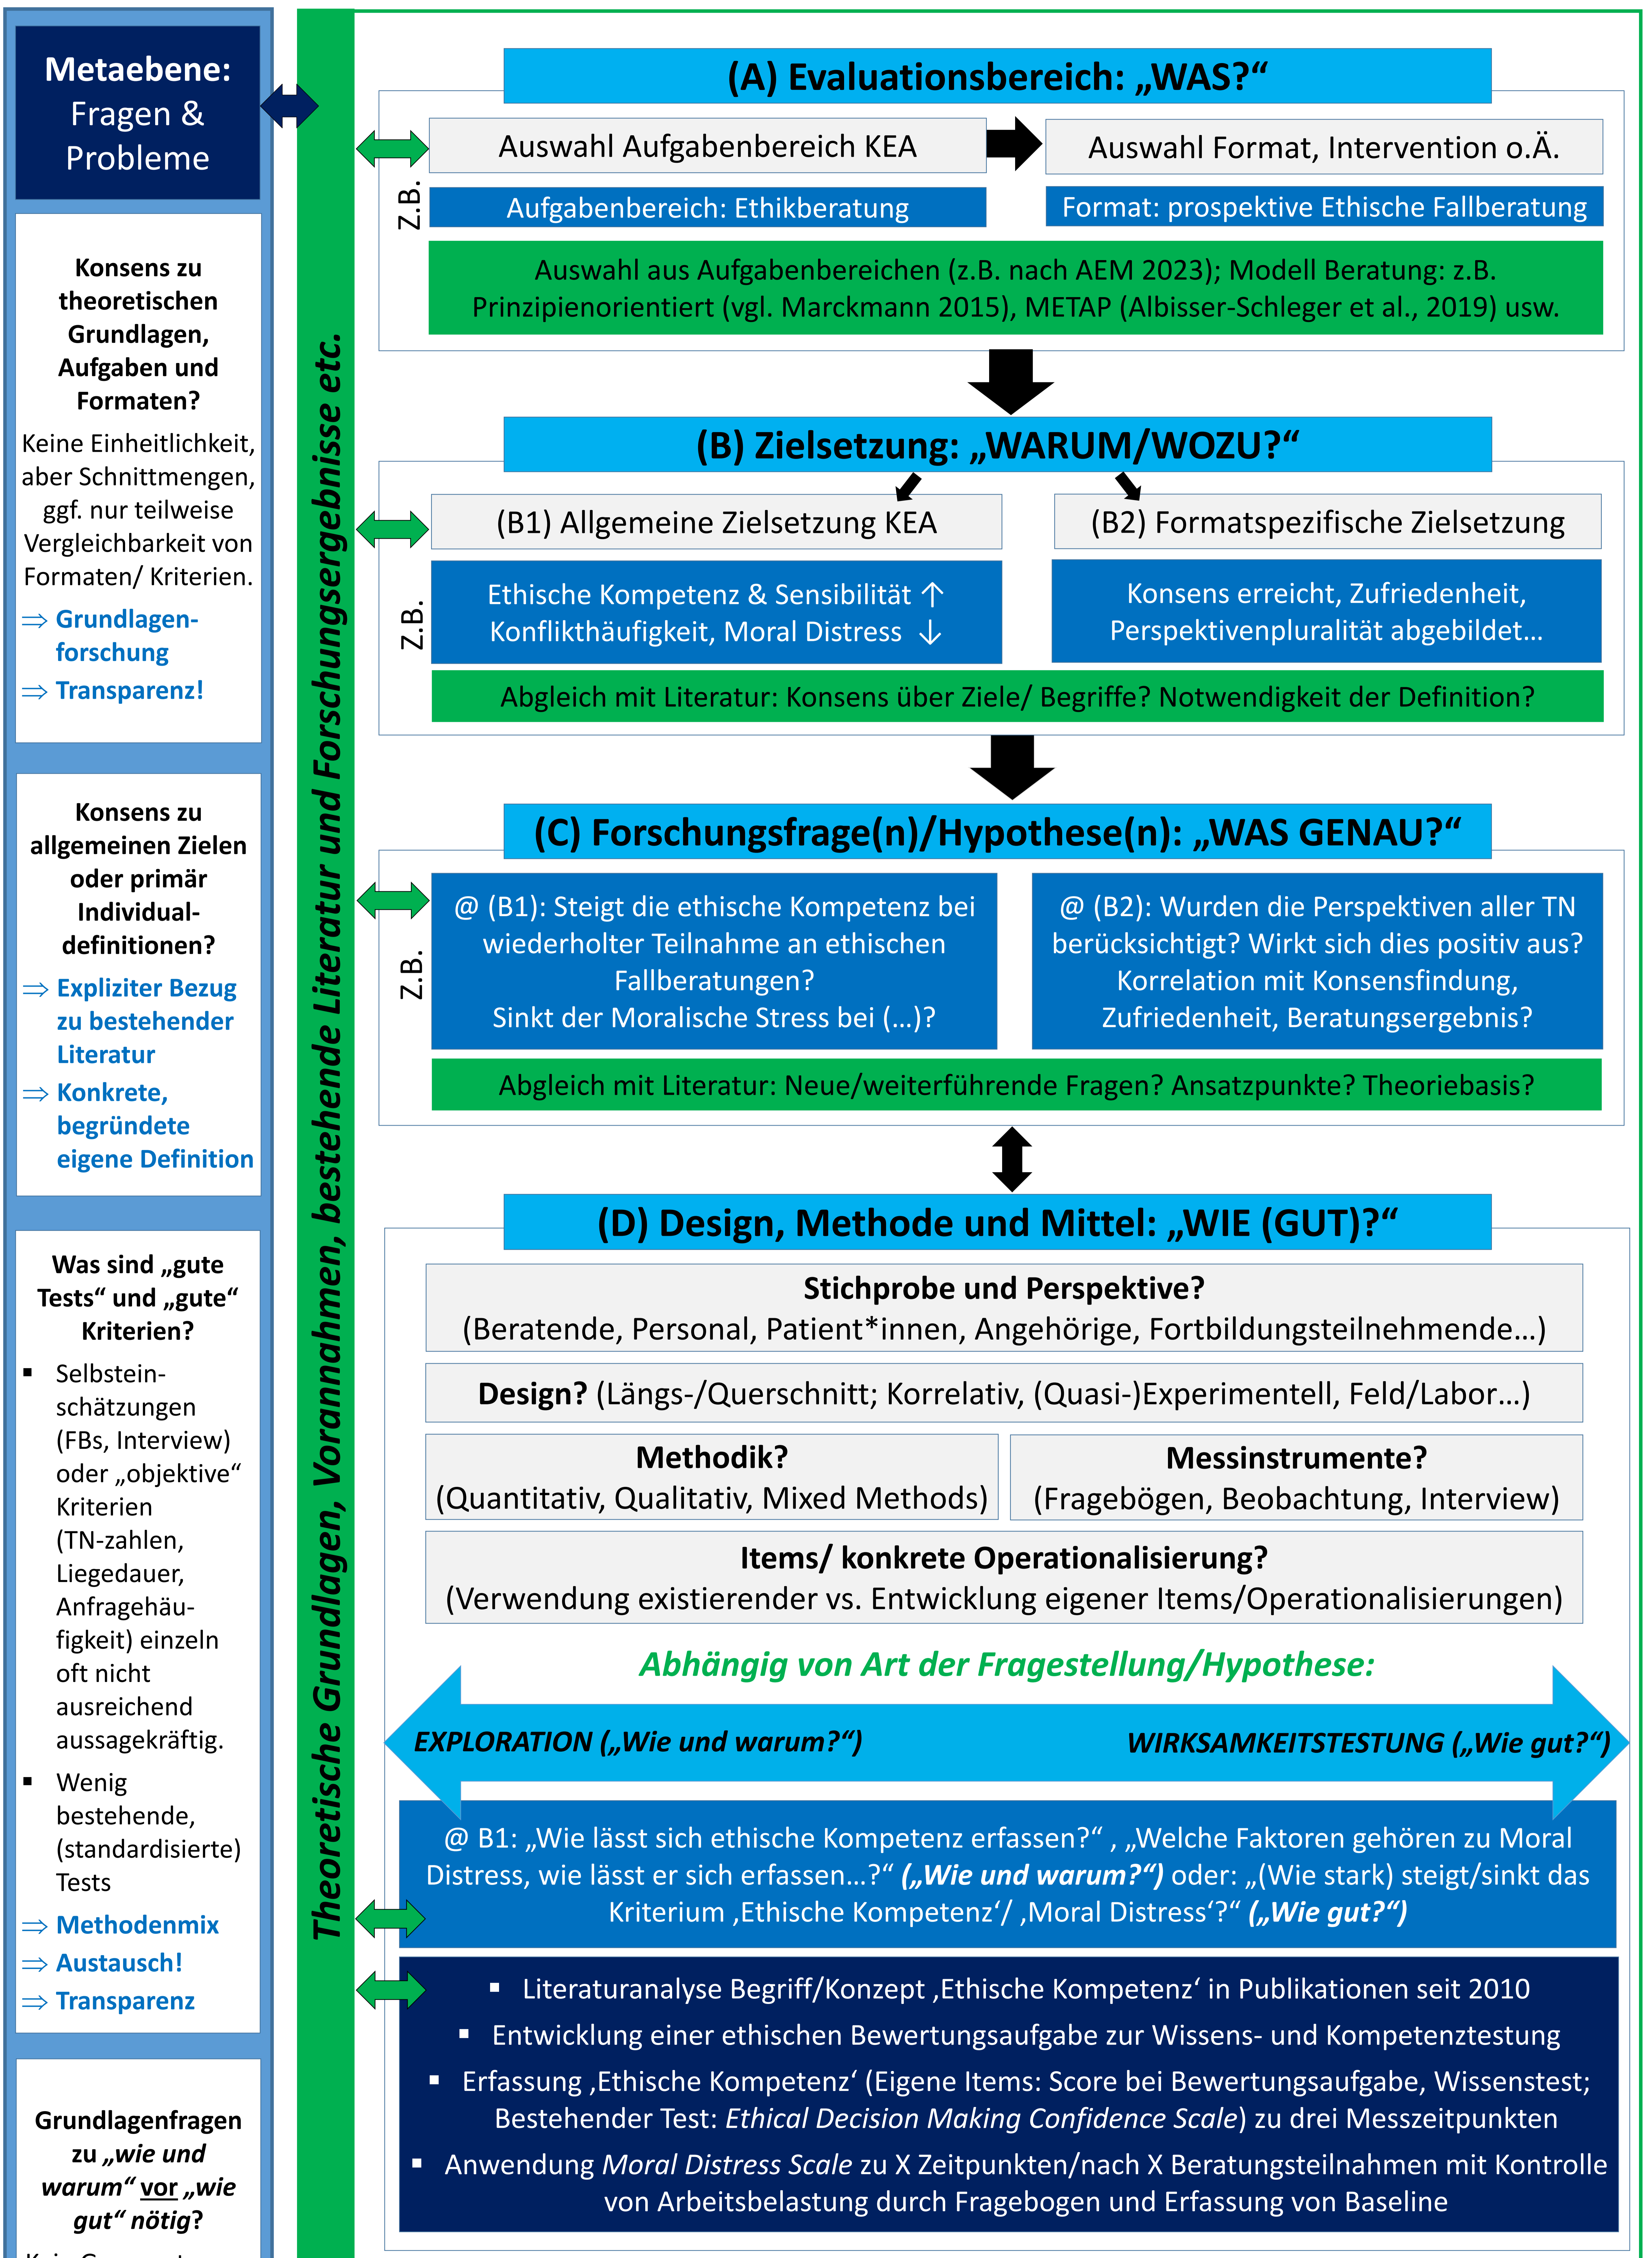 Metaebene:
Fragen &
Probleme
Konsens zu
theoretischen
Grundlagen,
Aufgaben und
Formaten?
Keine Einheitlichkeit,
aber Schnittmengen,
ggf. nur teilweise
Vergleichbarkeit von
Formaten/ Kriterien.
⇒ Grundlagen-
forschung
⇒ Transparenz!
Konsens zu
allgemeinen Zielen
oder primär
Individual-
definitionen?
⇒ Expliziter Bezug
zu bestehender
Literatur
⇒ Konkrete,
begründete
eigene Definition
Was sind „gute
Tests“ und „gute“
Kriterien?
▪ Selbstein-
schätzungen
(FBs, Interview)
oder „objektive“
Kriterien
(TN-zahlen,
Liegedauer,
Anfragehäu-
figkeit) einzeln
oft nicht
ausreichend
aussagekräftig.
▪ Wenig
bestehende,
(standardisierte)
Tests
⇒ Methodenmix
⇒ Austausch!
⇒ Transparenz
Grundlagenfragen
zu „wie und
warum“ vor „wie
gut“ nötig?
Theoretische Grundlagen, Vorannahmen, bestehende Literatur und Forschungsergebnisse etc.
(A) Evaluationsbereich: „WAS?“
Auswahl Aufgabenbereich KEA
Auswahl Format, Intervention o.Ä.
Z.B.
Aufgabenbereich: Ethikberatung
Format: prospektive Ethische Fallberatung
Auswahl aus Aufgabenbereichen (z.B. nach AEM 2023); Modell Beratung: z.B.
Prinzipienorientiert (vgl. Marckmann 2015), METAP (Albisser-Schleger et al., 2019) usw.
(B) Zielsetzung: „WARUM/WOZU?“
(B1) Allgemeine Zielsetzung KEA
(B2) Formatspezifische Zielsetzung
Z.B.
Ethische Kompetenz & Sensibilität ↑
Konflikthäufigkeit, Moral Distress ↓
Konsens erreicht, Zufriedenheit,
Perspektivenpluralität abgebildet…
Abgleich mit Literatur: Konsens über Ziele/ Begriffe? Notwendigkeit der Definition?
(C) Forschungsfrage(n)/Hypothese(n): „WAS GENAU?“
Z.B.
@ (B1): Steigt die ethische Kompetenz bei
wiederholter Teilnahme an ethischen
Fallberatungen?
Sinkt der Moralische Stress bei (…)?
@ (B2): Wurden die Perspektiven aller TN
berücksichtigt? Wirkt sich dies positiv aus?
Korrelation mit Konsensfindung,
Zufriedenheit, Beratungsergebnis?
Abgleich mit Literatur: Neue/weiterführende Fragen? Ansatzpunkte? Theoriebasis?
(D) Design, Methode und Mittel: „WIE (GUT)?“
Stichprobe und Perspektive?
(Beratende, Personal, Patient*innen, Angehörige, Fortbildungsteilnehmende…)
Design? (Längs-/Querschnitt; Korrelativ, (Quasi-)Experimentell, Feld/Labor…)
Methodik?
(Quantitativ, Qualitativ, Mixed Methods)
Messinstrumente?
(Fragebögen, Beobachtung, Interview)
Items/ konkrete Operationalisierung?
(Verwendung existierender vs. Entwicklung eigener Items/Operationalisierungen)
Abhängig von Art der Fragestellung/Hypothese:
EXPLORATION („Wie und warum?“)
WIRKSAMKEITSTESTUNG („Wie gut?“)
@ B1: „Wie lässt sich ethische Kompetenz erfassen?“ , „Welche Faktoren gehören zu Moral
Distress, wie lässt er sich erfassen…?“ („Wie und warum?“) oder: „(Wie stark) steigt/sinkt das
Kriterium ‚Ethische Kompetenz‘/ ‚Moral Distress‘?“ („Wie gut?“)
▪ Literaturanalyse Begriff/Konzept ‚Ethische Kompetenz‘ in Publikationen seit 2010
▪ Entwicklung einer ethischen Bewertungsaufgabe zur Wissens- und Kompetenztestung
▪ Erfassung ‚Ethische Kompetenz‘ (Eigene Items: Score bei Bewertungsaufgabe, Wissenstest;
Bestehender Test: Ethical Decision Making Confidence Scale) zu drei Messzeitpunkten
▪ Anwendung Moral Distress Scale zu X Zeitpunkten/nach X Beratungsteilnahmen mit Kontrolle
von Arbeitsbelastung durch Fragebogen und Erfassung von Baseline